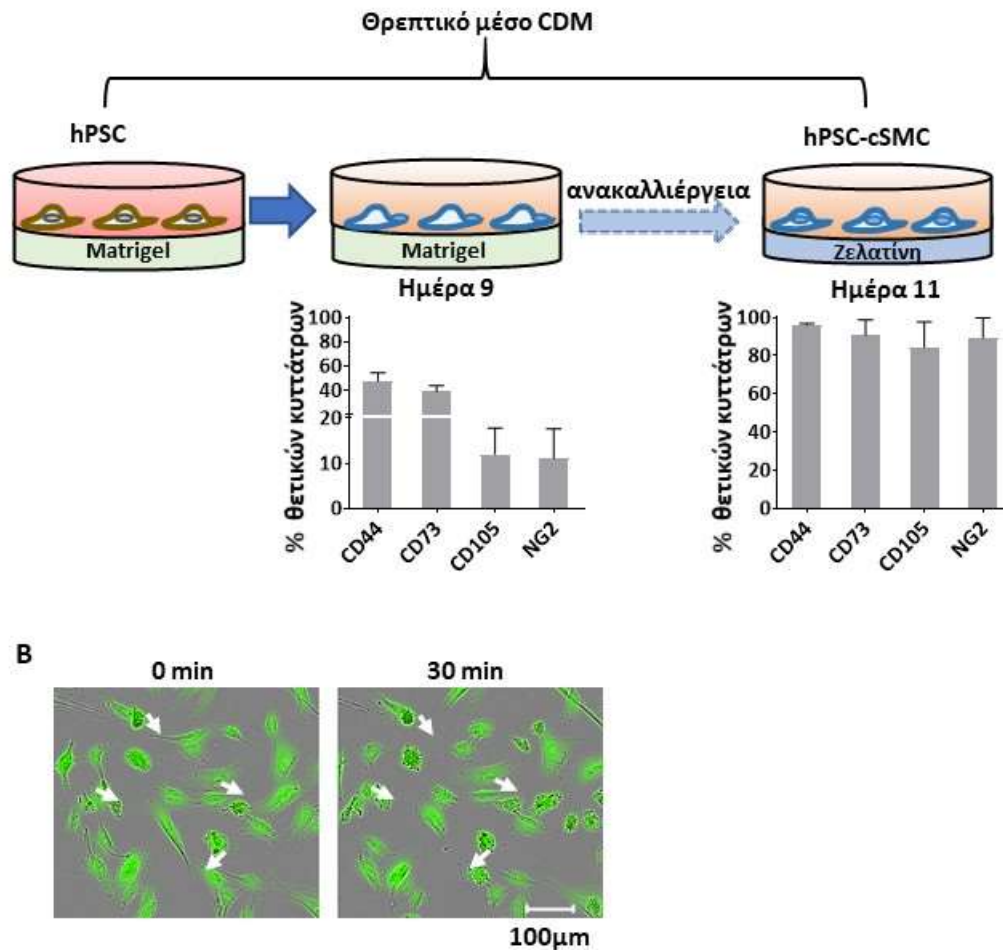 Θρεπτικό μέσο CDM
hPSC
hPSC-cSMC
ανακαλλιέργεια
Matrigel
Matrigel
Ζελατίνη
Ημέρα 9
Ημέρα 11
% θετικών κυττάτρων
100
80
60
40
20
10
0
CD44
CD73
CD105
NG2
% θετικών κυττάτρων
100
80
60
40
20
0
CD44
CD73
CD105
NG2
B
0 min
30 min
100μm